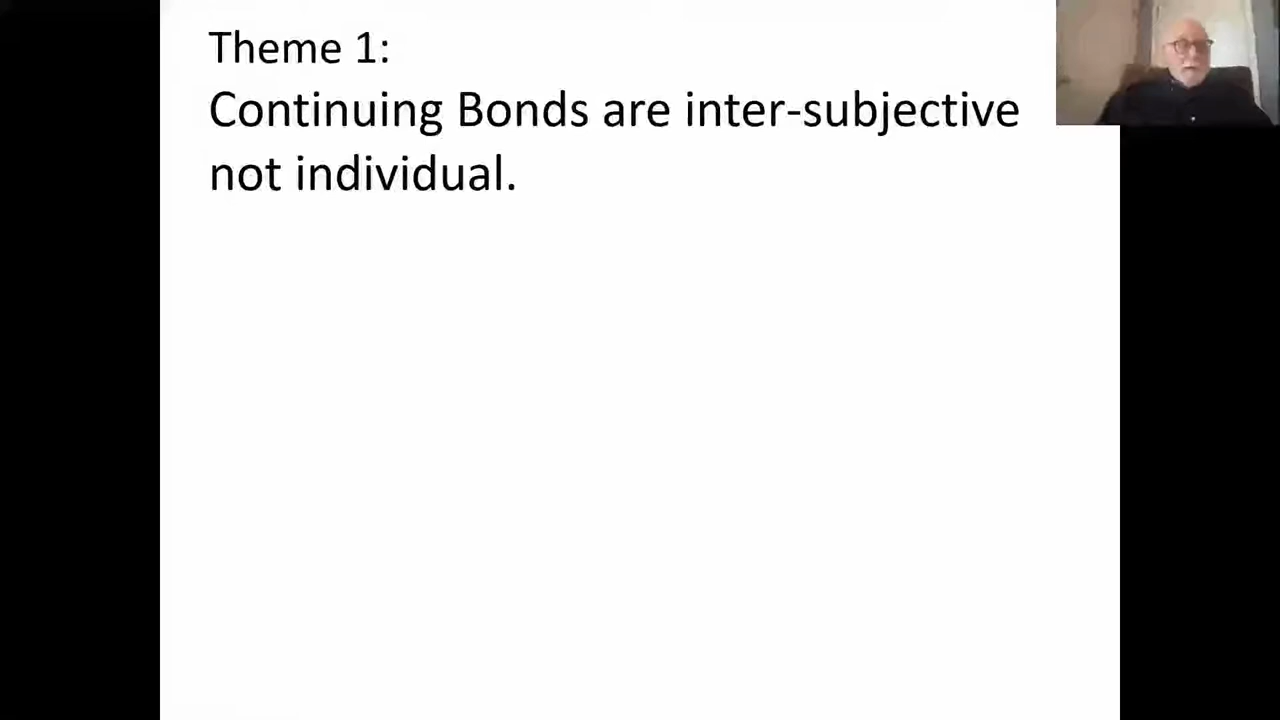 Theme 1:
Continuing Bonds are inter-subjective
not individual.